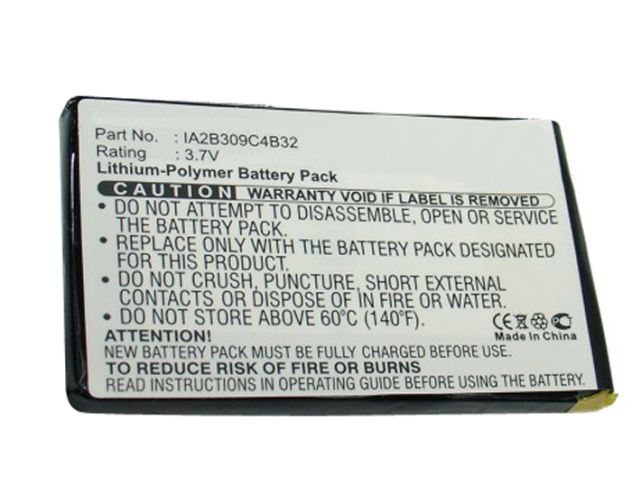 Part No. : IA2B309C4B32
Rating : 3.7V
Lithium-Polymer Battery Pack
CAUTION WARRANTY VOID IF LABEL IS REMOVED
• DO NOT ATTEMPT TO DISASSEMBLE, OPEN OR SERVICE
THE BATTERY PACK.
• REPLACE ONLY WITH THE BATTERY PACK DESIGNATED
FOR THIS PRODUCT.
• DO NOT CRUSH, PUNCTURE, SHORT EXTERNAL
CONTACTS OR DISPOSE OF IN FIRE OR WATER.
• DO NOT STORE ABOVE 60°C (140°F).
CE
Made In China
ATTENTION!
NEW BATTERY PACK MUST BE FULLY CHARGED BEFORE USE
TO REDUCE RISK OF FIRE OR BURNS
READ INSTRUCTIONS IN OPERATING GUIDE BEFORE CHARGING